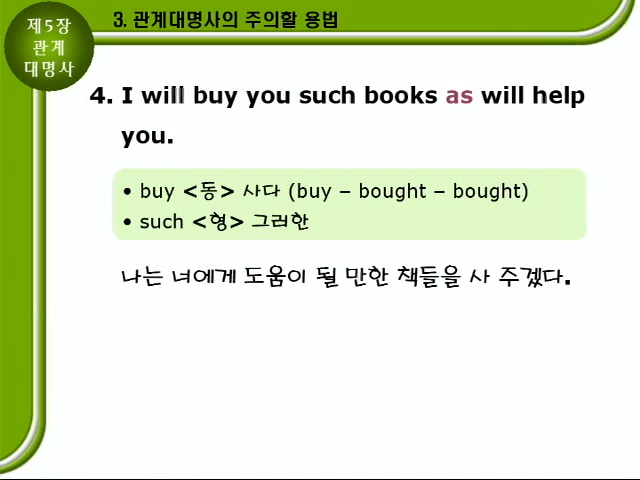 제5장
관계
대명사
3. 관계대명사의 주의할 용법
4. I will buy you such books as will help
you.
• buy <동> 사다 (buy – bought – bought)
• such <형> 그러한
나는 너에게 도움이 될 만한 책들을 사 주겠다.